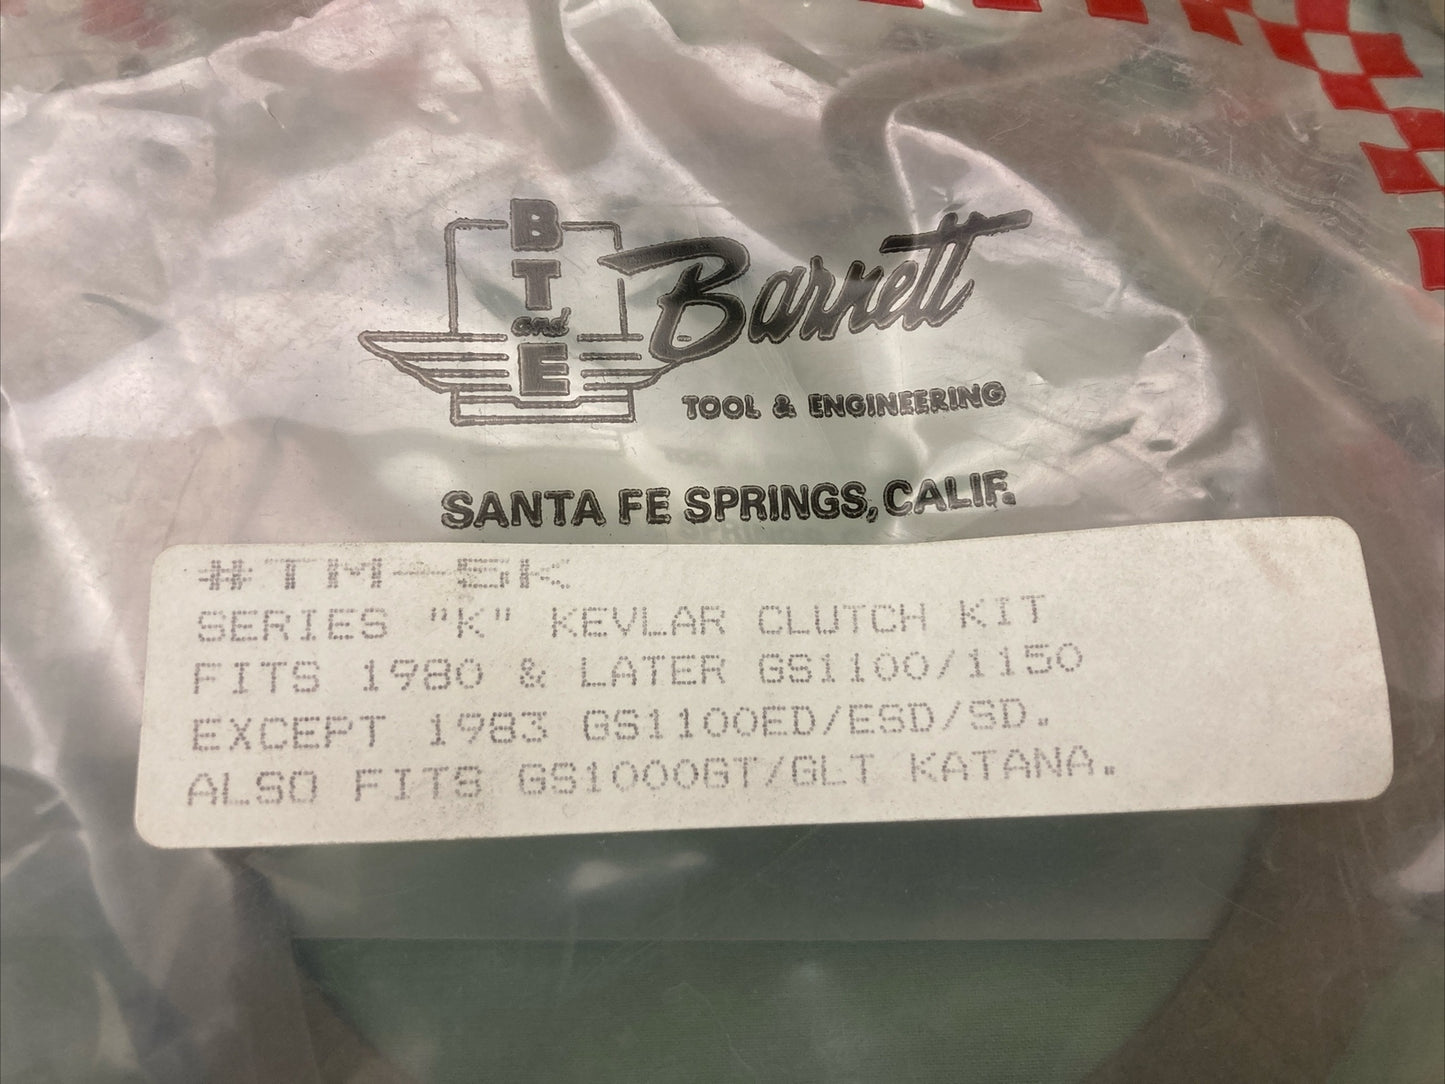 B
T
and
E
Barnett
TOOL & ENGINEERING
SANTA FE SPRINGS, CALIF.
#TM-5K
SERIES "K" KEVLAR CLUTCH KIT
FITS 1980 & LATER GS1100/1150
EXCEPT 1983 GS1100ED/ESD/SD.
ALSO FITS GS1000GT/GLT KATANA.